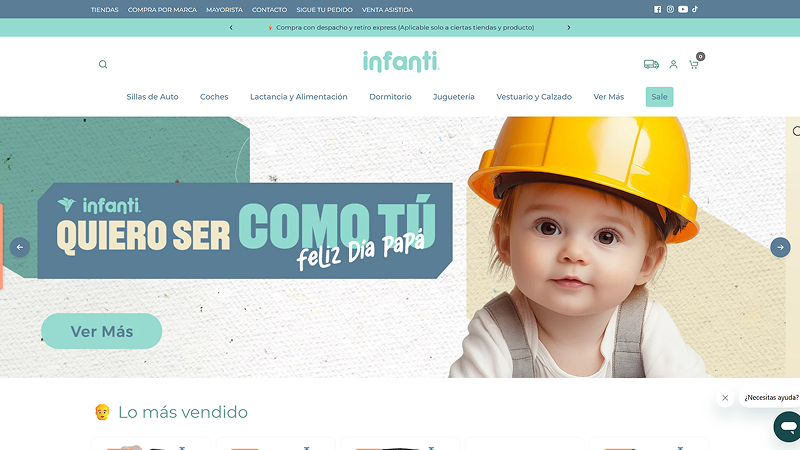 TIENDAS COMPRA POR MARCA MAYORISTA CONTACTO SIGUE TU PEDIDO VENTA ASISTIDA
Compra con despacho y retiro express (Aplicable solo a ciertas tiendas y producto)
infanti
0
Sillas de Auto Coches Lactancia y Alimentación Dormitorio Juguetería Vestuario y Calzado Ver Más Sale
infanti
QUIERO SER COMO TÚ
feliz Día PaPá
Ver Más
¿Necesitas ayuda?
Lo más vendido